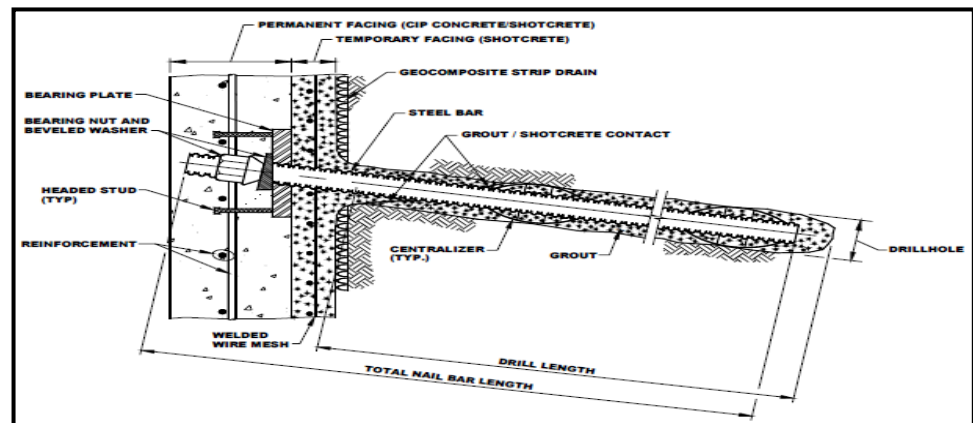 PERMANENT FACING (CIP CONCRETE/SHOTCRETE)
TEMPORARY FACING (SHOTCRETE)
GEOCOMPOSITE STRIP DRAIN
BEARING PLATE
STEEL BAR
BEARING NUT AND
BEVELED WASHER
GROUT / SHOTCRETE CONTACT
HEADED STUD
(TYP)
REINFORCEMENT
CENTRALIZER
(TYP.)
GROUT
DRILLHOLE
WELDED
WIRE MESH
DRILL LENGTH
TOTAL NAIL BAR LENGTH